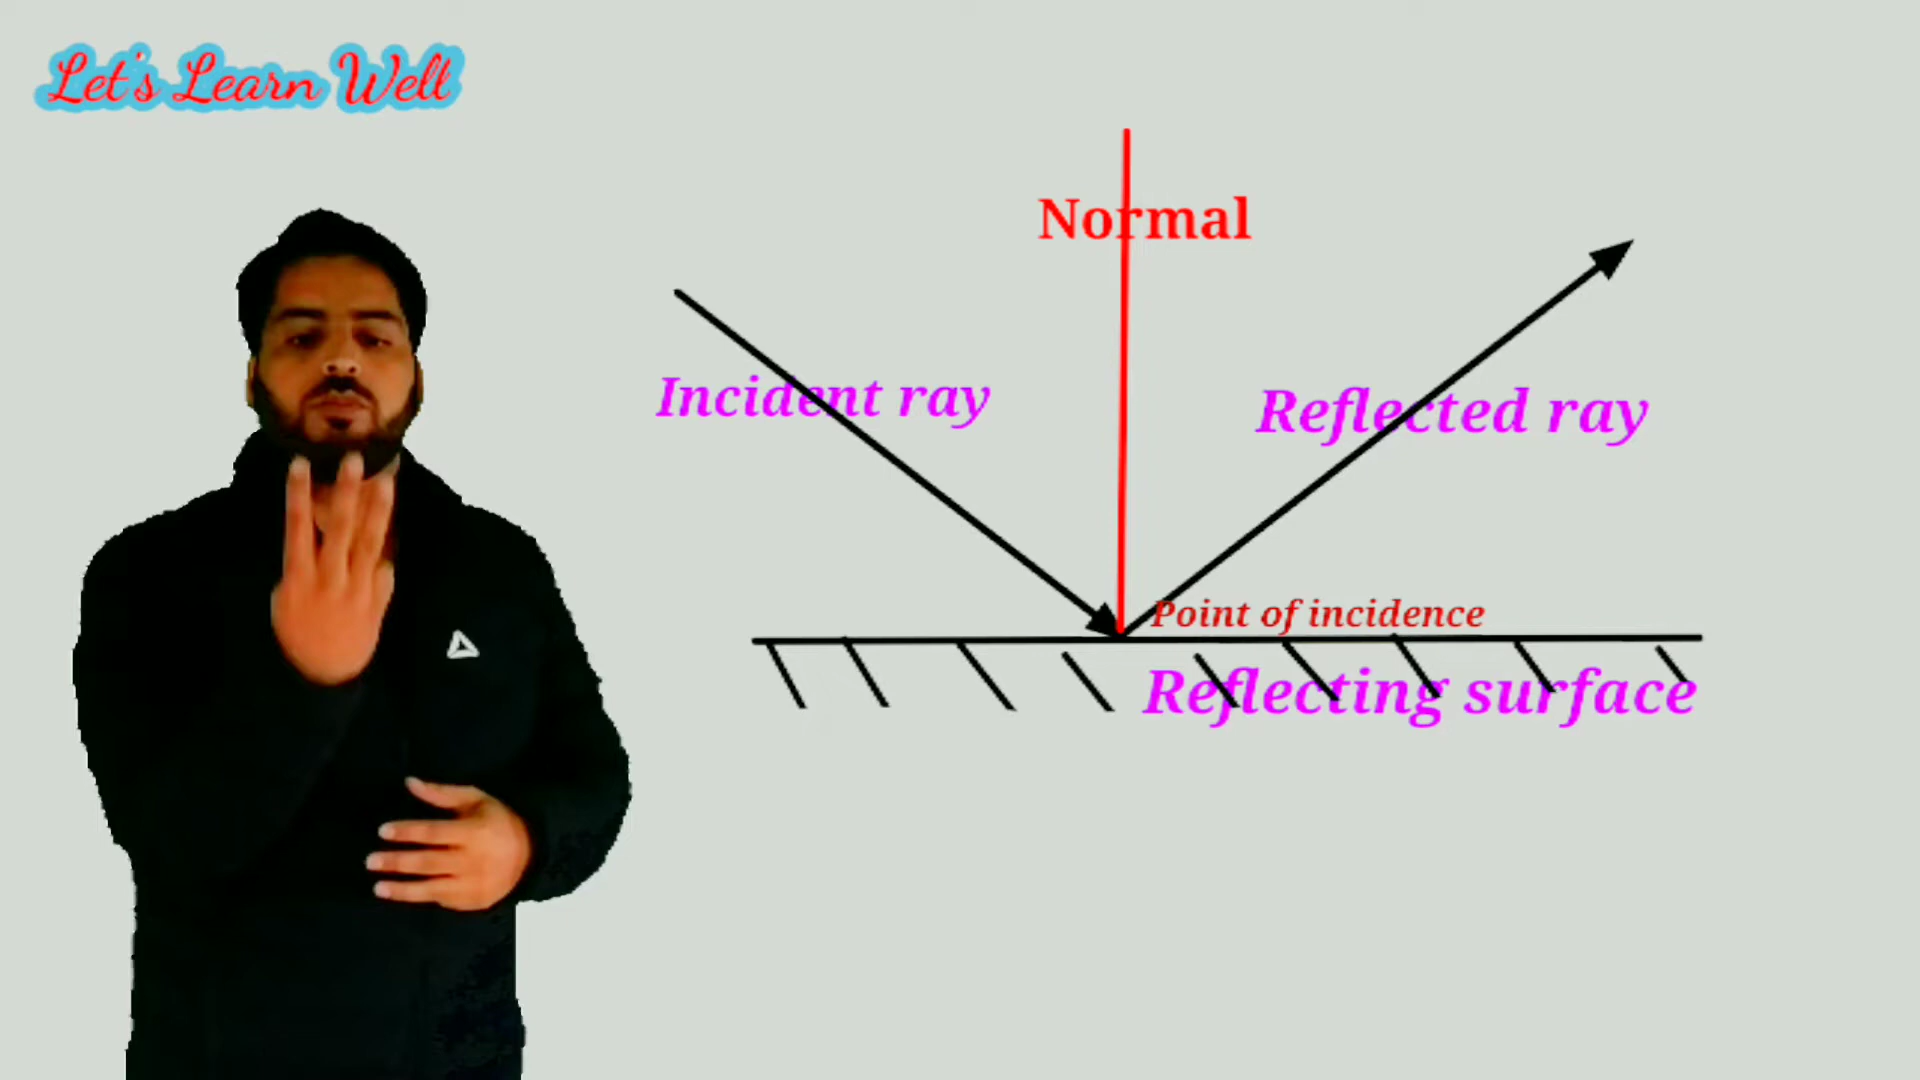 Let's Learn Well
Normal
Incident ray
Reflected ray
Point of incidence
Reflecting surface